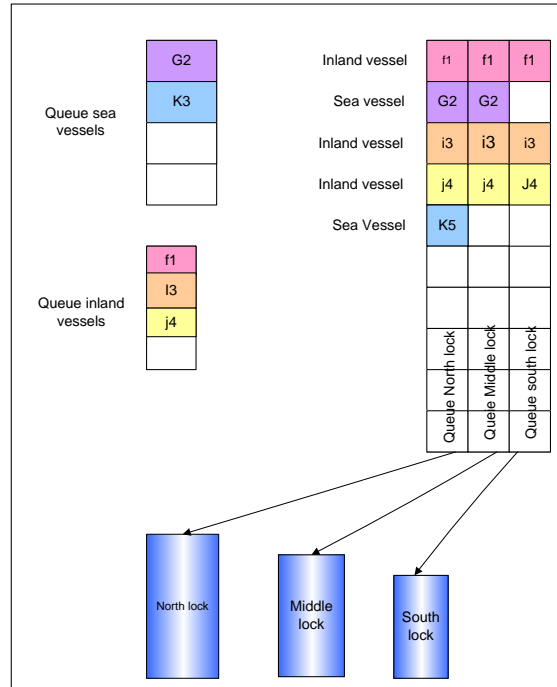 G2
K3
Queue sea
vessels
f1
I3
j4
Queue inland
vessels
Inland vessel f1 f1 f1
Sea vessel G2 G2
Inland vessel i3 i3 i3
Inland vessel j4 j4 J4
Sea Vessel K5
Queue North lock
Queie Middle lock
Queue south lock
North lock
Middle
lock
South
lock